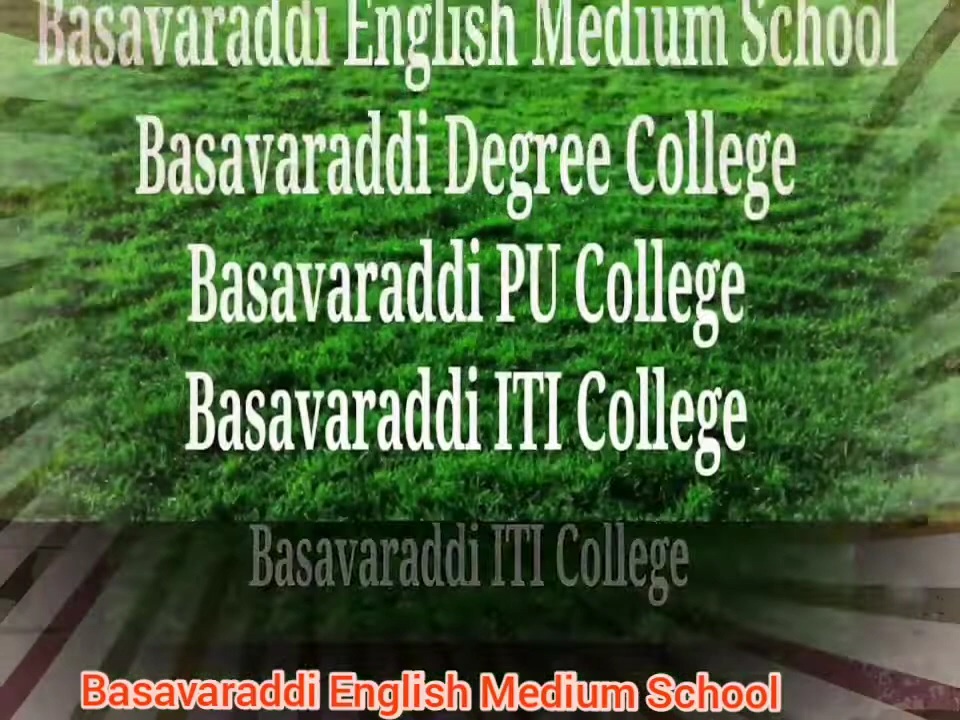 Basavaraddi English Medium School
Basavaraddi Degree College
Basavaraddi PU College
Basavaraddi ITI College
Basavaraddi ITI College
Basavaraddi English Medium School